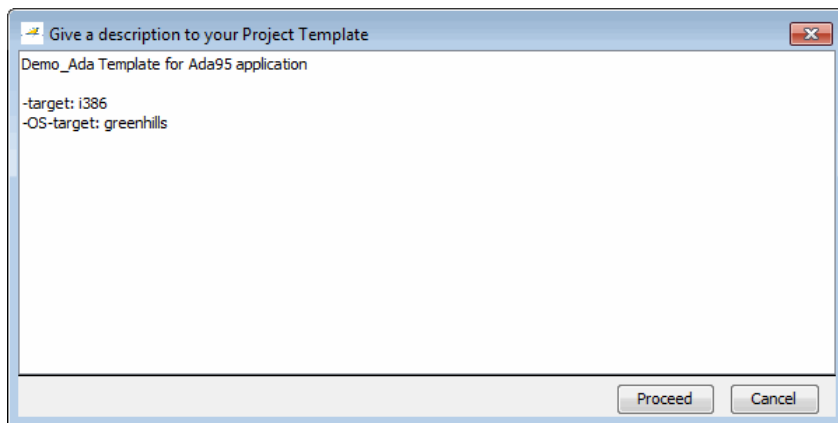 Give a description to your Project Template
Demo_Ada Template for Ada95 application
-target: i386
-OS-target: greenhills
Proceed
Cancel